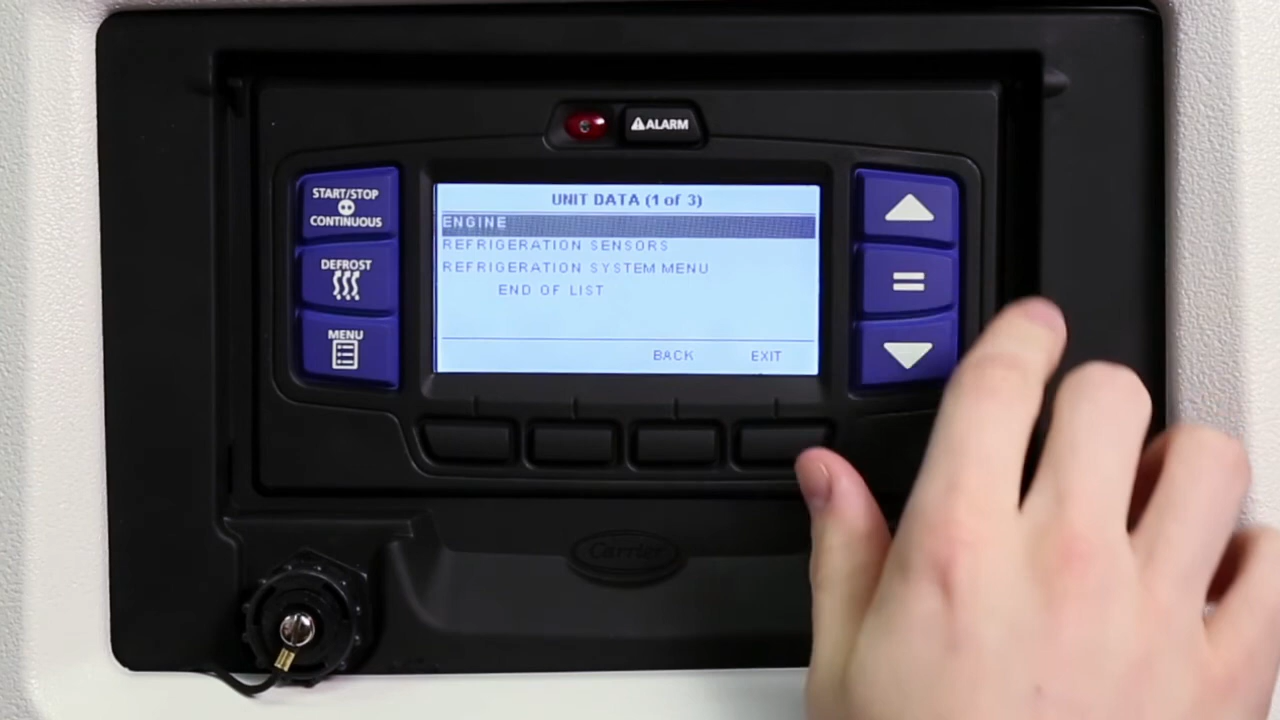 ALARM
START/STOP
CONTINUOUS
DEFROST
MENU
UNIT DATA (1 of 3)
ENGINE
REFRIGERATION SENSORS
REFRIGERATION SYSTEM MENU
END OF LIST
BACK EXIT
Carrier